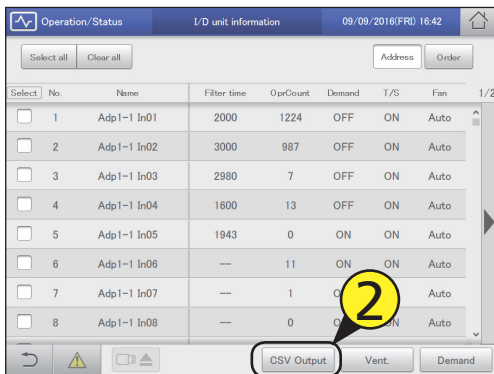 Operation/Status I/D unit information 09/09/2016(FRI) 16:42
Select all Clear all Address Order
Select No. Name Filter time OprCount Demand T/S Fan 1/2
1 Adp1-1 In01 2000 1224 OFF ON Auto
2 Adp1-1 In02 3000 987 OFF ON Auto
3 Adp1-1 In03 2980 7 OFF ON Auto
4 Adp1-1 In04 1600 13 OFF ON Auto
5 Adp1-1 In05 1943 0 ON ON Auto
6 Adp1-1 In06 -- 11 ON ON Auto
7 Adp1-1 In07 -- 1 Auto
8 Adp1-1 In08 -- 0 Auto
2
CSV Output Vent. Demand